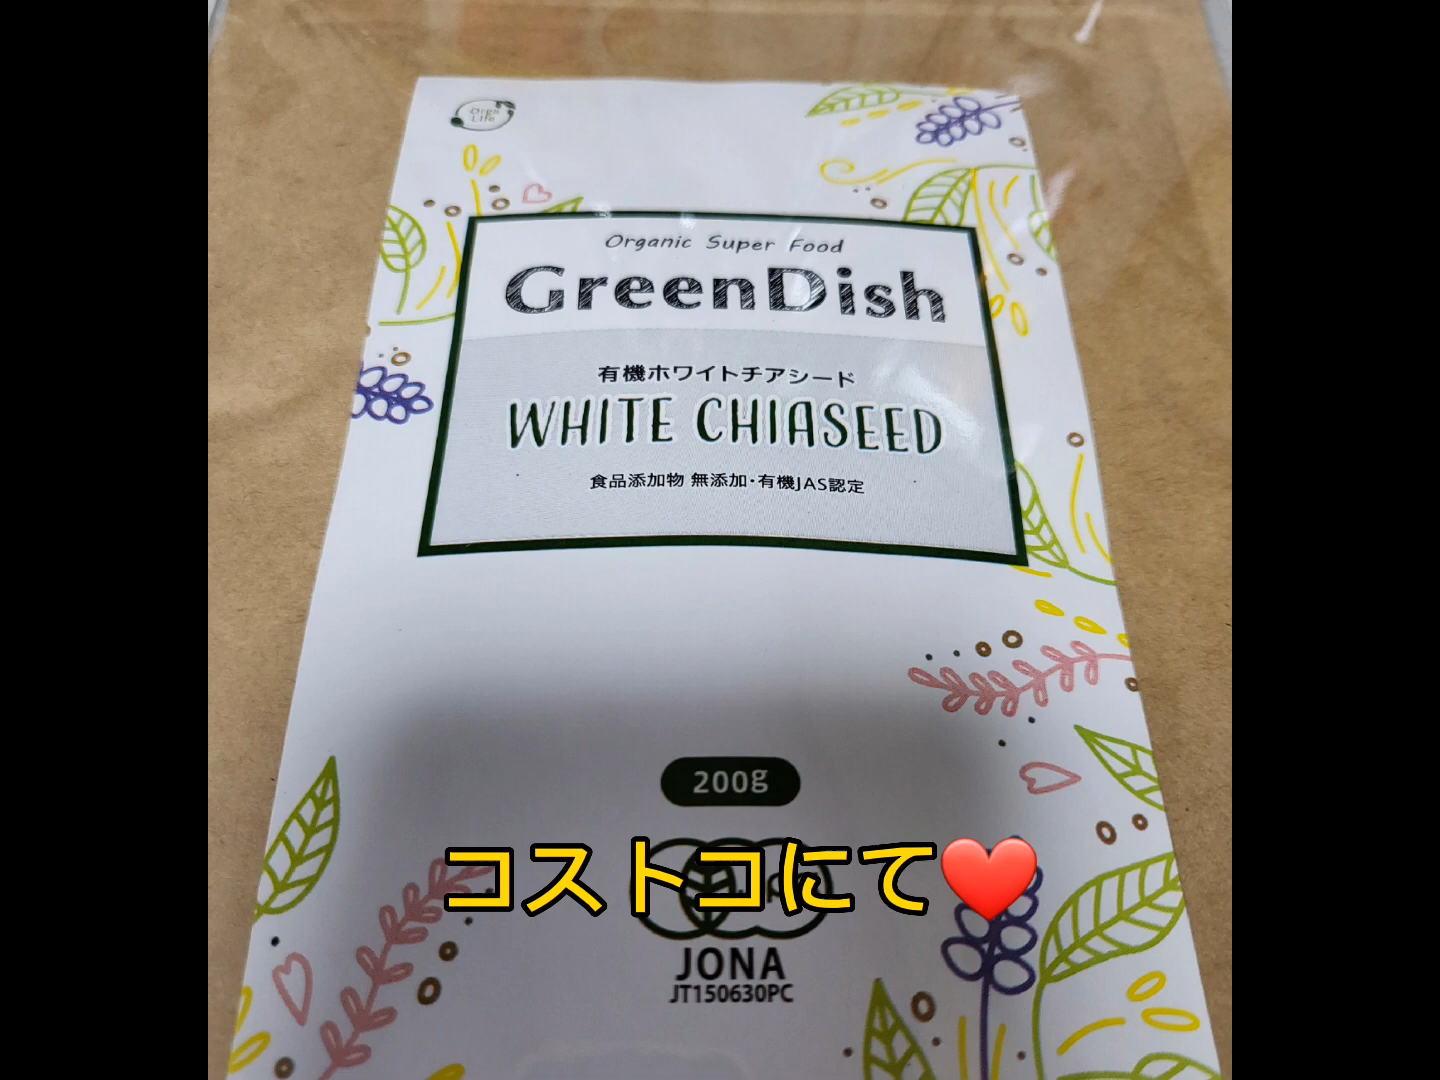 Orga
Life
Organic Super Food
GreenDish
有機ホワイトチアシード
WHITE CHIASEED
食品添加物 無添加・有機JAS認定
200g
コストコにて❤️
JONA
JT150630PC